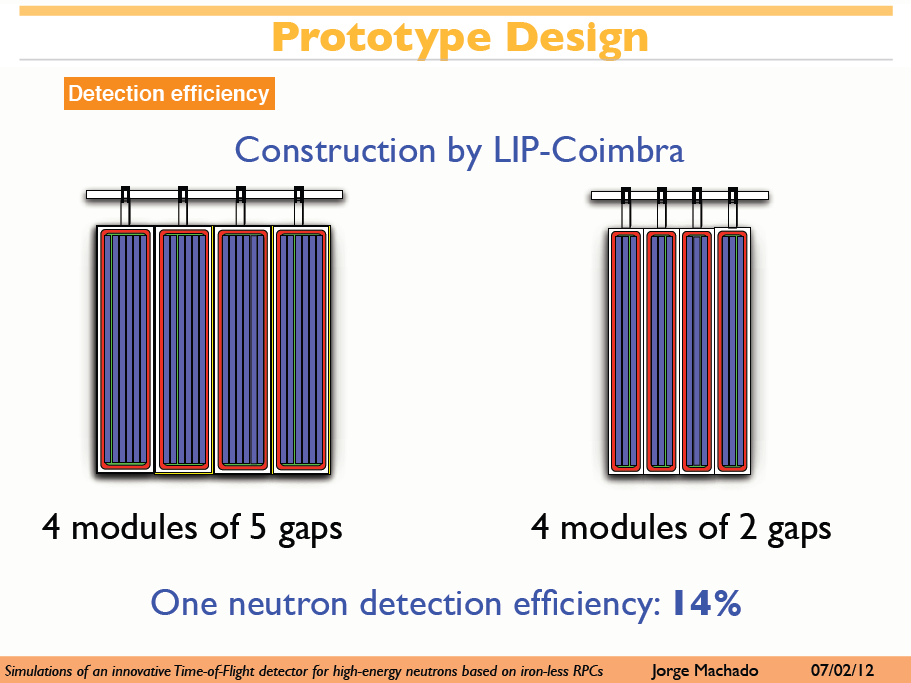 Prototype Design
Detection efficiency
Construction by LIP-Coimbra
4 modules of 5 gaps
4 modules of 2 gaps
One neutron detection efficiency: 14%
Simulations of an innovative Time-of-Flight detector for high-energy neutrons based on iron-less RPCs Jorge Machado 07/02/12